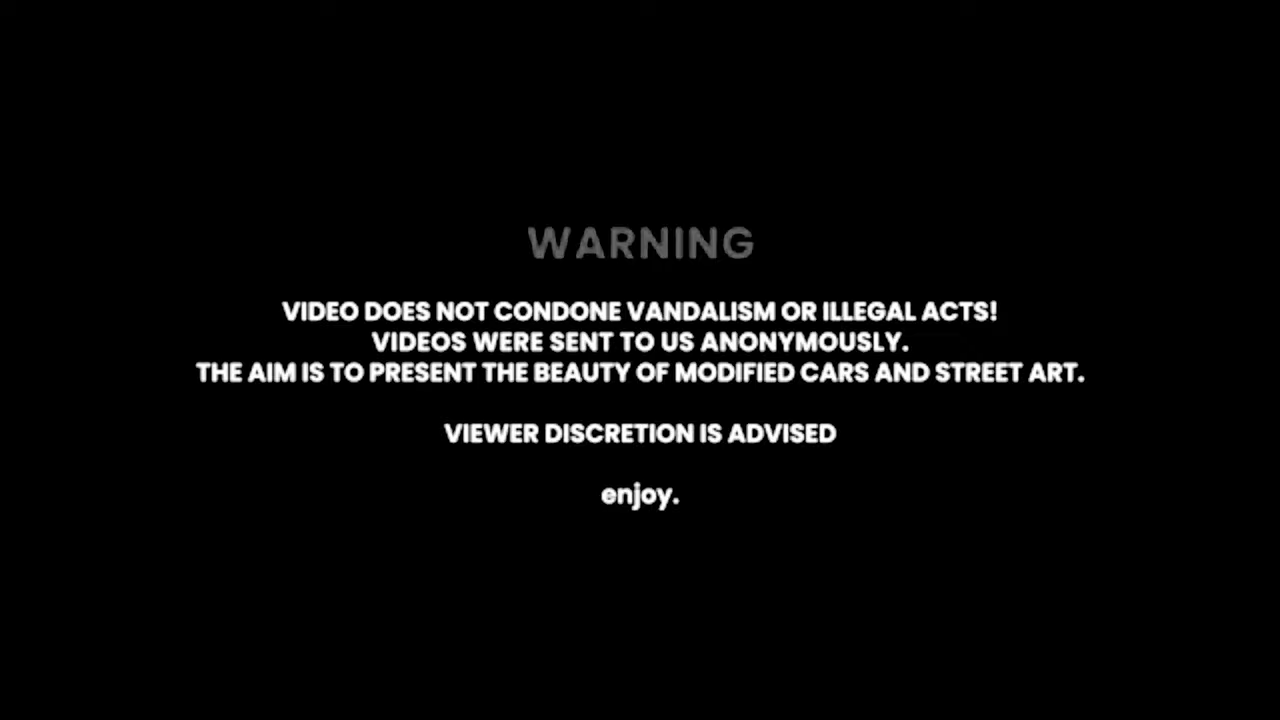 WARNING
VIDEO DOES NOT CONDONE VANDALISM OR ILLEGAL ACTS!
VIDEOS WERE SENT TO US ANONYMOUSLY.
THE AIM IS TO PRESENT THE BEAUTY OF MODIFIED CARS AND STREET ART.
VIEWER DISCRETION IS ADVISED
enjoy.